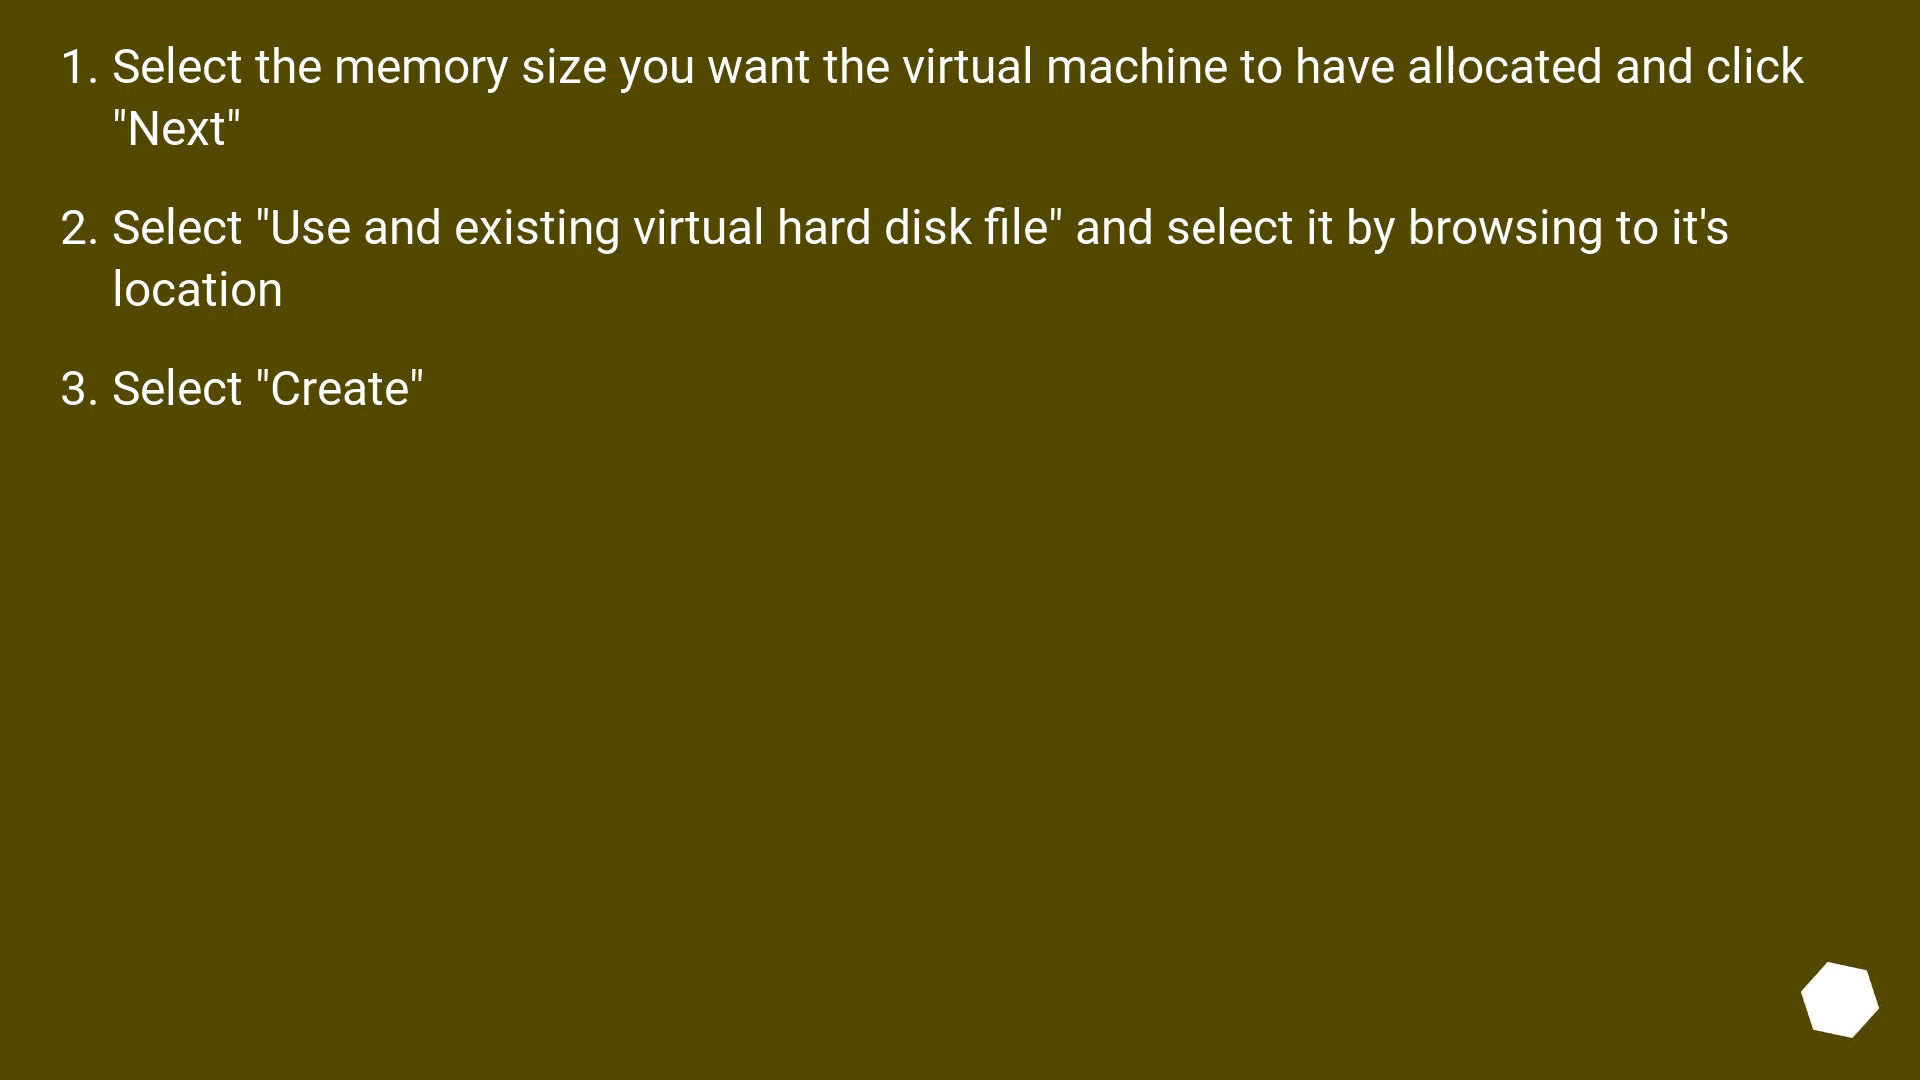 1. Select the memory size you want the virtual machine to have allocated and click
"Next"
2. Select "Use and existing virtual hard disk file" and select it by browsing to it's
location
3. Select "Create"